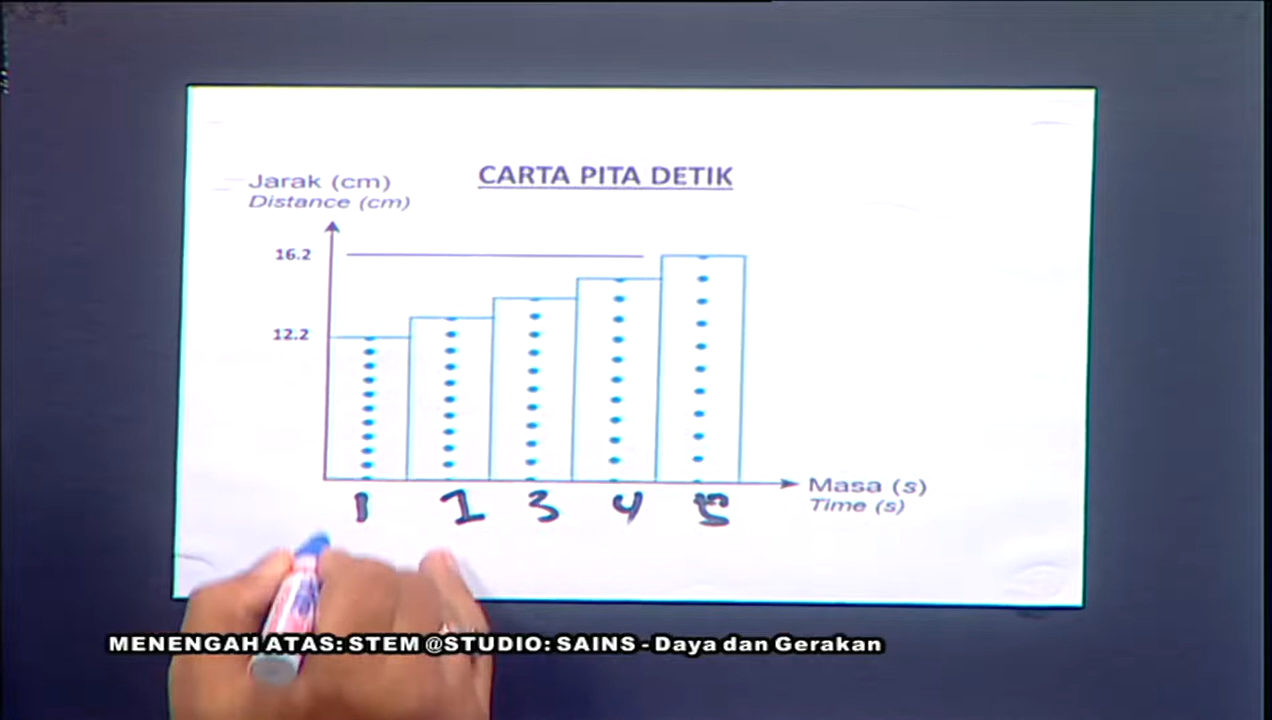 CARTA PITA DETIK
Jarak (cm)
Distance (cm)
16.2
12.2
Masa (s)
Time (s)
1 2 3 4 5
MENENGAH ATAS: STEM @STUDIO: SAINS - Daya dan Gerakan